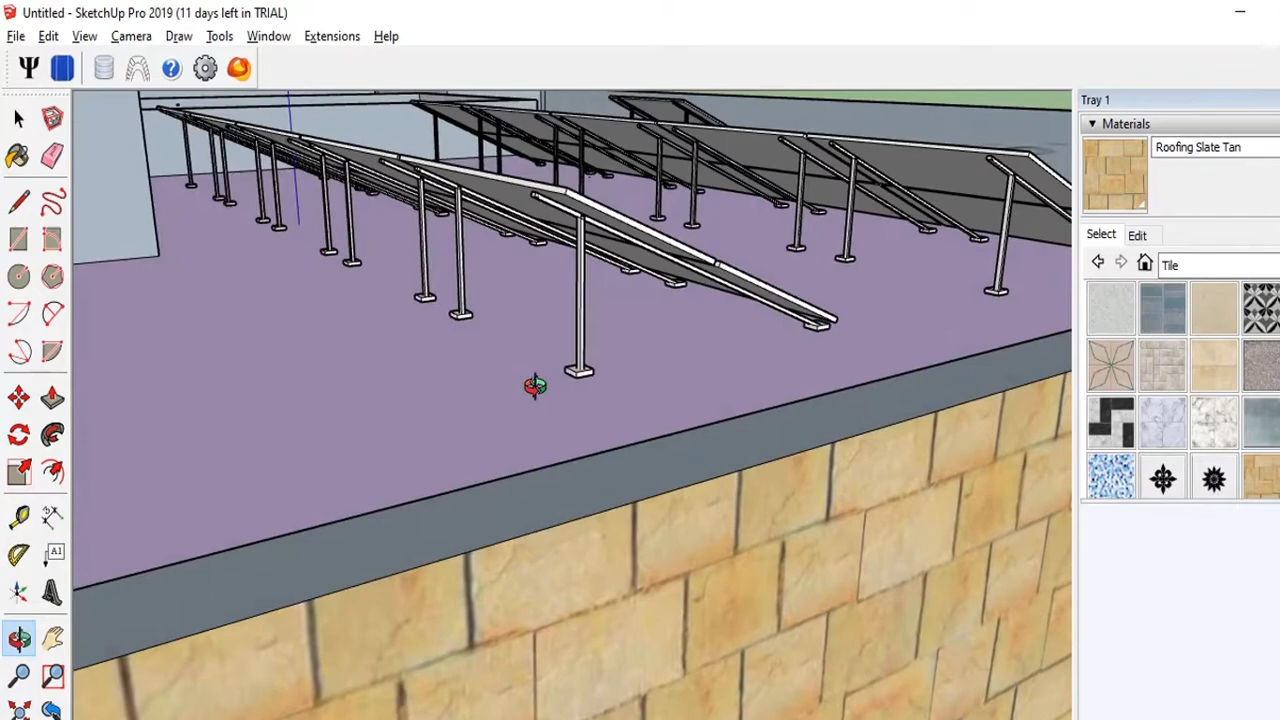 Untitled - SketchUp Pro 2019 (11 days left in TRIAL)
File Edit View Camera Draw Tools Window Extensions Help
Tray 1
Materials
Roofing Slate Tan
Select Edit
Tile
A1